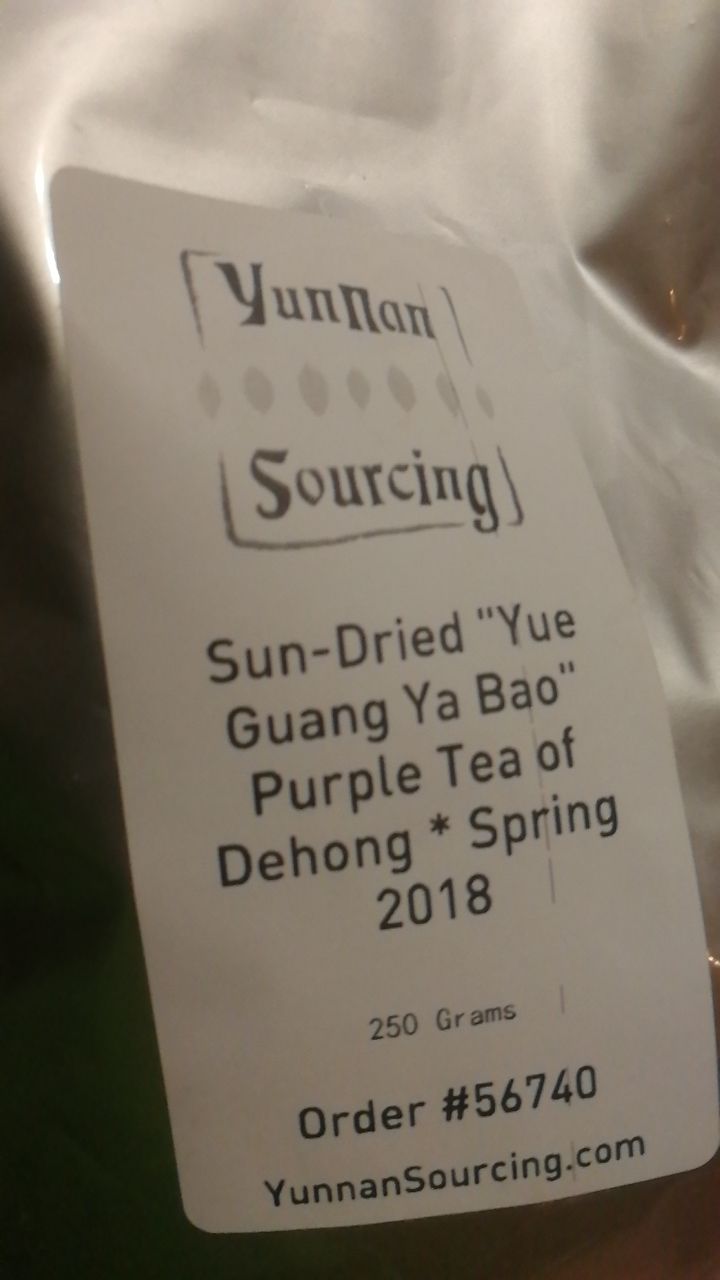 Yunnan
Sourcing
Sun-Dried "Yue
Guang Ya Bao"
Purple Tea of
Dehong * Spring
2018
250 Grams
Order #56740
YunnanSourcing.com